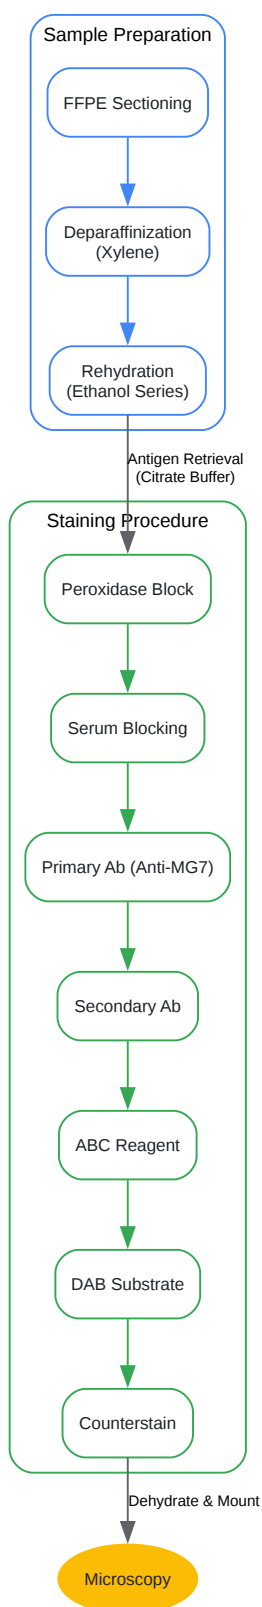 Sample Preparation
FFPE Sectioning
Deparaffinization
(Xylene)
Rehydration
(Ethanol Series)
Antigen Retrieval
(Citrate Buffer)
Staining Procedure
Peroxidase Block
Serum Blocking
Primary Ab (Anti-MG7)
Secondary Ab
ABC Reagent
DAB Substrate
Counterstain
Dehydrate & Mount
Microscopy